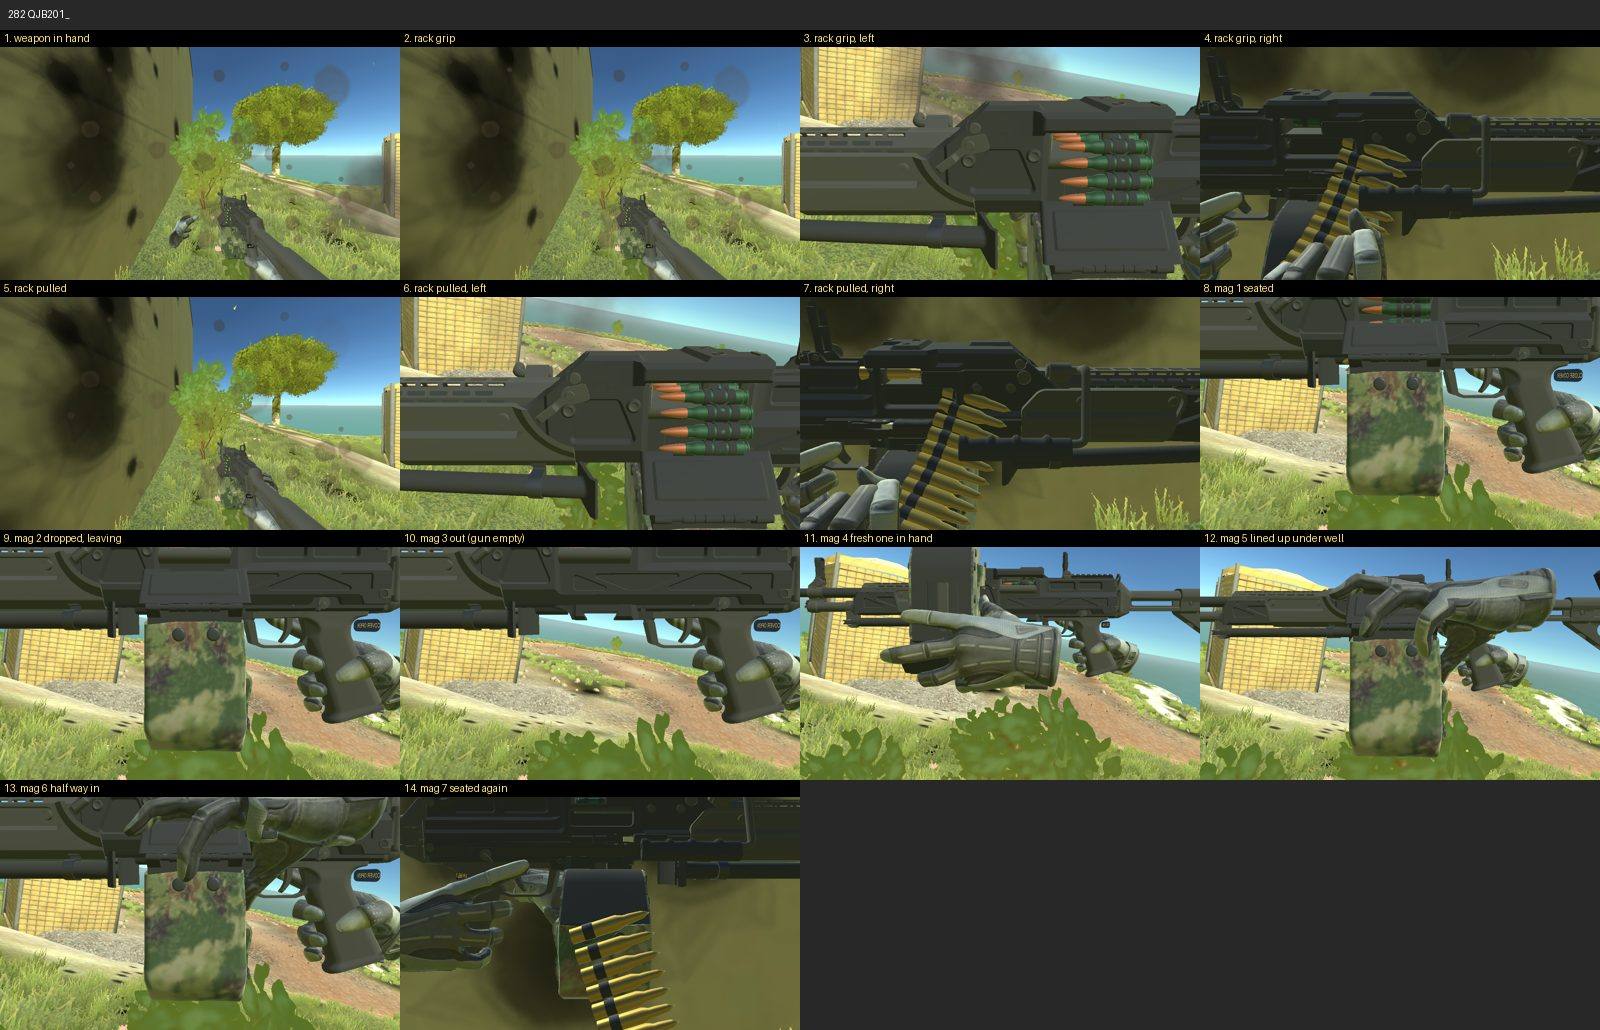 282 QJB201_
1. weapon in hand
2. rack grip
3. rack grip, left
4. rack grip, right
5. rack pulled
6. rack pulled, left
7. rack pulled, right
8. mag 1 seated
9. mag 2 dropped, leaving
10. mag 3 out (gun empty)
11. mag 4 fresh one in hand
12. mag 5 lined up under well
13. mag 6 half way in
14. mag 7 seated again